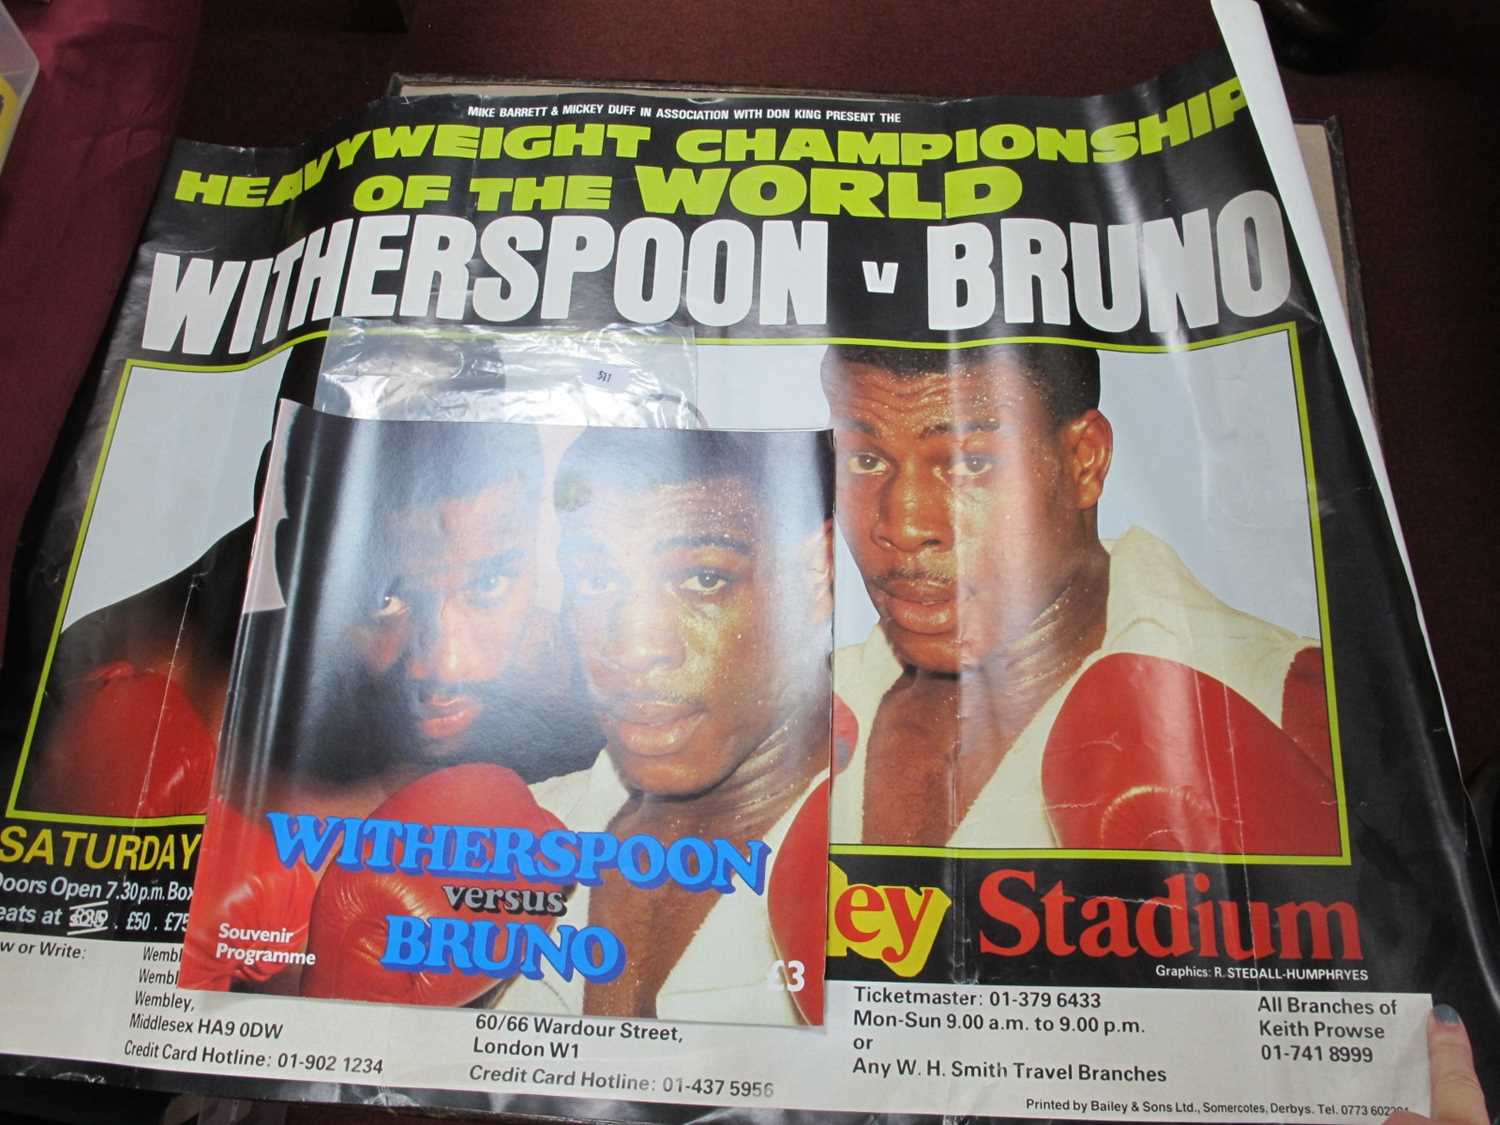 MIKE BARRETT & MICKEY DUFF IN ASSOCIATION WITH DON KING PRESENT THE
HEAVYWEIGHT CHAMPIONSHIP
OF THE WORLD
WITHERSPOON v BRUNO
511
WITHERSPOON
versus
BRUNO
Souvenir
Programme
£3
SATURDAY
Doors Open 7.30p.m. Box
eats at . £50 . £75
ley Stadium
Graphics: R. STEDALL-HUMPHRYES
w or Write:
Wembl
Wembl
Wembley,
Middlesex HA9 0DW
Credit Card Hotline: 01-902 1234
60/66 Wardour Street,
London W1
Credit Card Hotline: 01-437 5956
Ticketmaster: 01-379 6433
Mon-Sun 9.00 a.m. to 9.00 p.m.
or
Any W. H. Smith Travel Branches
All Branches of
Keith Prowse
01-741 8999
Printed by Bailey & Sons Ltd., Somercotes, Derbys. Tel. 0773